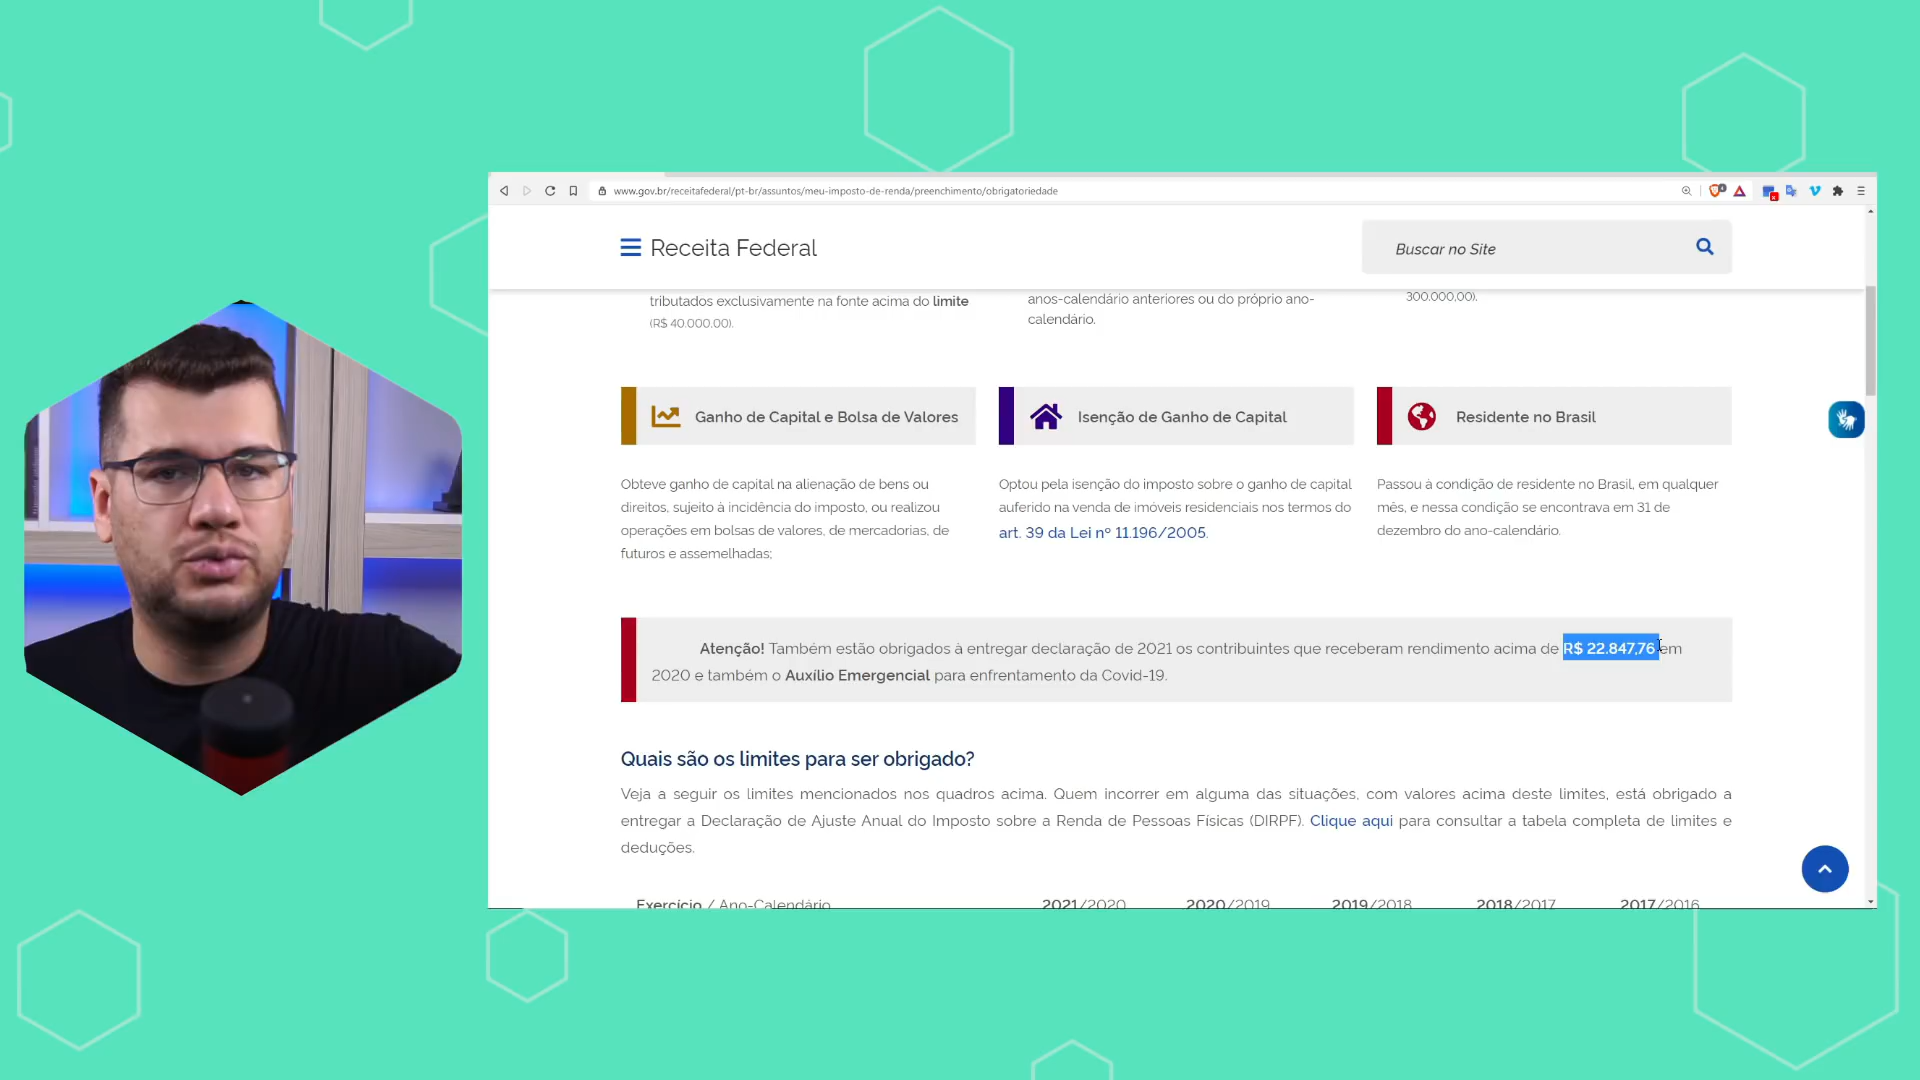 www.gov.br/receitafederal/pt-br/assuntos/meu-imposto-de-renda/preenchimento/obrigatoriedade
Receita Federal
Buscar no Site
tributados exclusivamente na fonte acima do limite
(R$ 40.000,00).
anos-calendário anteriores ou do próprio ano-
calendário.
300.000,00).
Ganho de Capital e Bolsa de Valores
Obteve ganho de capital na alienação de bens ou
direitos, sujeito à incidência do imposto, ou realizou
operações em bolsas de valores, de mercadorias, de
futuros e assemelhadas;
Isenção de Ganho de Capital
Optou pela isenção do imposto sobre o ganho de capital
auferido na venda de imóveis residenciais nos termos do
art. 39 da Lei nº 11.196/2005.
Residente no Brasil
Passou à condição de residente no Brasil, em qualquer
mês, e nessa condição se encontrava em 31 de
dezembro do ano-calendário.
Atenção! Também estão obrigados à entregar declaração de 2021 os contribuintes que receberam rendimento acima de R$ 22.847,76 em
2020 e também o Auxílio Emergencial para enfrentamento da Covid-19.
Quais são os limites para ser obrigado?
Veja a seguir os limites mencionados nos quadros acima. Quem incorrer em alguma das situações, com valores acima deste limites, está obrigado a
entregar a Declaração de Ajuste Anual do Imposto sobre a Renda de Pessoas Físicas (DIRPF). Clique aqui para consultar a tabela completa de limites e
deduções.
Exercício / Ano-Calendário 2021/2020 2020/2019 2019/2018 2018/2017 2017/2016